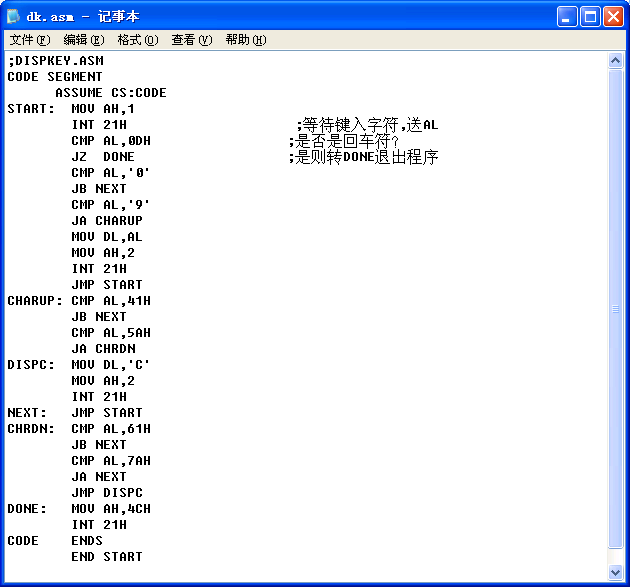 dk.asm - 记事本
文件(F) 编辑(E) 格式(O) 查看(V) 帮助(H)
;DISPKEY.ASM
CODE SEGMENT
ASSUME CS:CODE
START: MOV AH,1
INT 21H ;等待键入字符,送AL
CMP AL,0DH ;是否是回车符?
JZ DONE ;是则转DONE退出程序
CMP AL,'0'
JB NEXT
CMP AL,'9'
JA CHARUP
MOV DL,AL
MOV AH,2
INT 21H
JMP START
CHARUP: CMP AL,41H
JB NEXT
CMP AL,5AH
JA CHRDN
DISPC: MOV DL,'C'
MOV AH,2
INT 21H
NEXT: JMP START
CHRDN: CMP AL,61H
JB NEXT
CMP AL,7AH
JA NEXT
JMP DISPC
DONE: MOV AH,4CH
INT 21H
CODE ENDS
END START